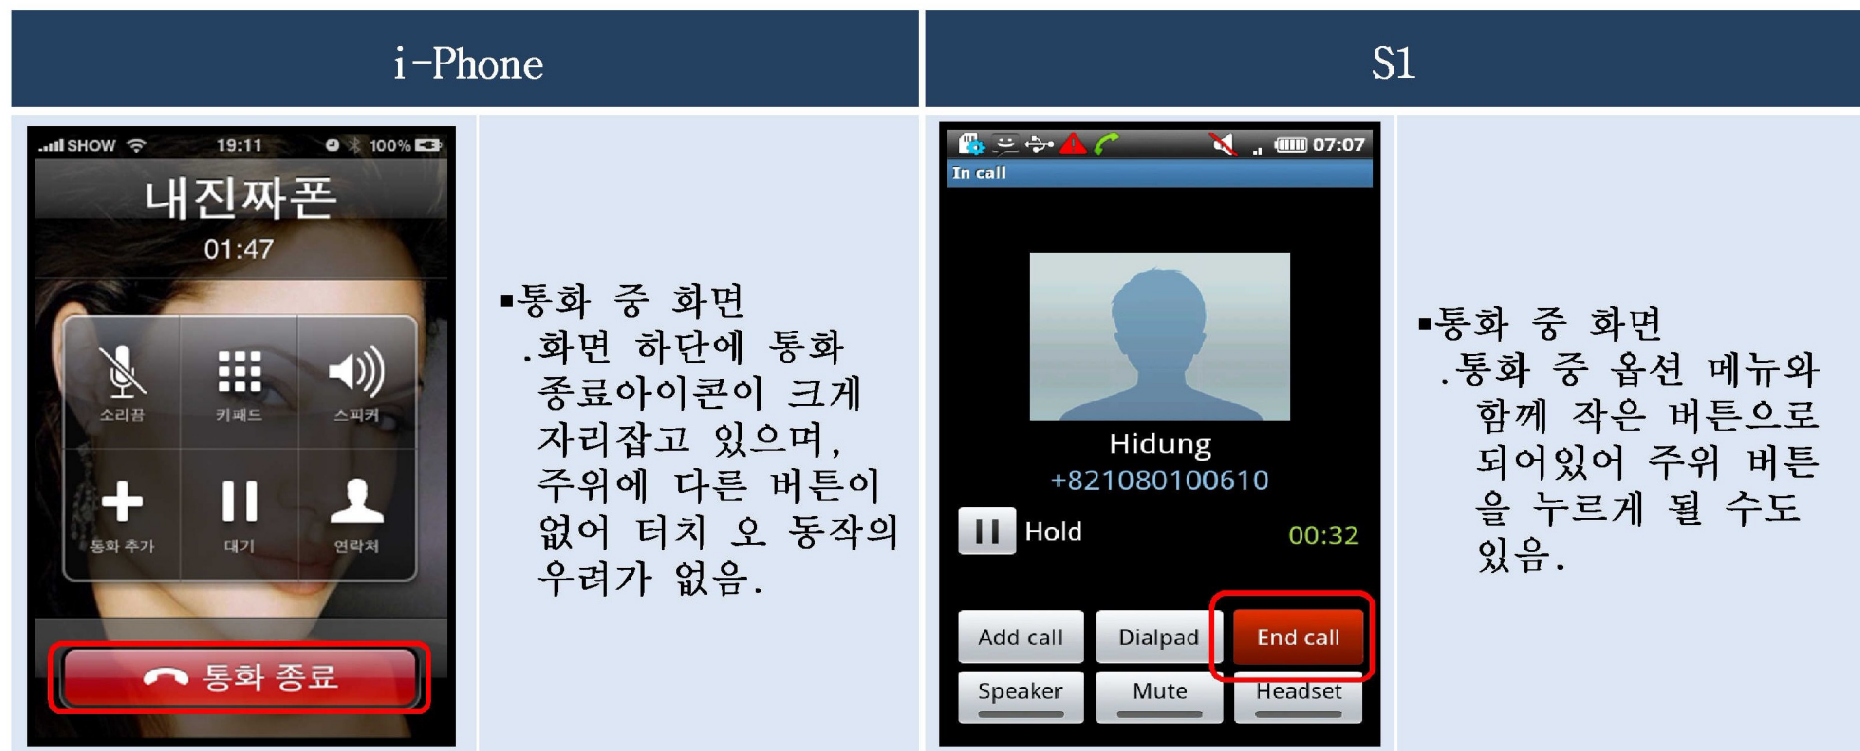 i-Phone
S1
SHOW 19:11 100%
내진짜폰
01:47
소리끔 키패드 스피커
통화 추가 대기 연락처
통화 종료
▪통화 중 화면
.화면 하단에 통화
종료아이콘이 크게
자리잡고 있으며,
주위에 다른 버튼이
없어 터치 오 동작의
우려가 없음.
07:07
In call
Hidung
+821080100610
Hold 00:32
Add call Dialpad End call
Speaker Mute Headset
▪통화 중 화면
.통화 중 옵션 메뉴와
함께 작은 버튼으로
되어있어 주위 버튼
을 누르게 될 수도
있음.